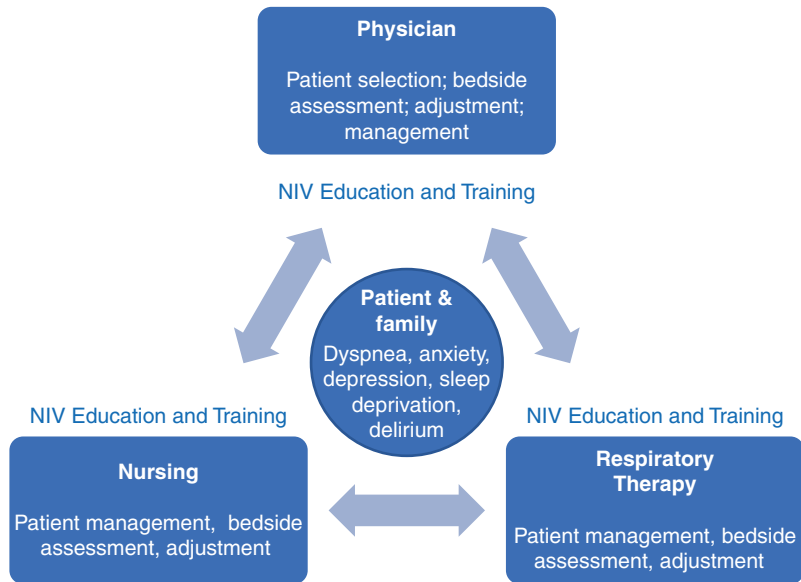 Physician
Patient selection; bedside
assessment; adjustment;
management
NIV Education and Training
Patient &
family
Dyspnea, anxiety,
depression, sleep
deprivation,
delirium
NIV Education and Training
Nursing
Patient management, bedside
assessment, adjustment
NIV Education and Training
Respiratory
Therapy
Patient management, bedside
assessment, adjustment